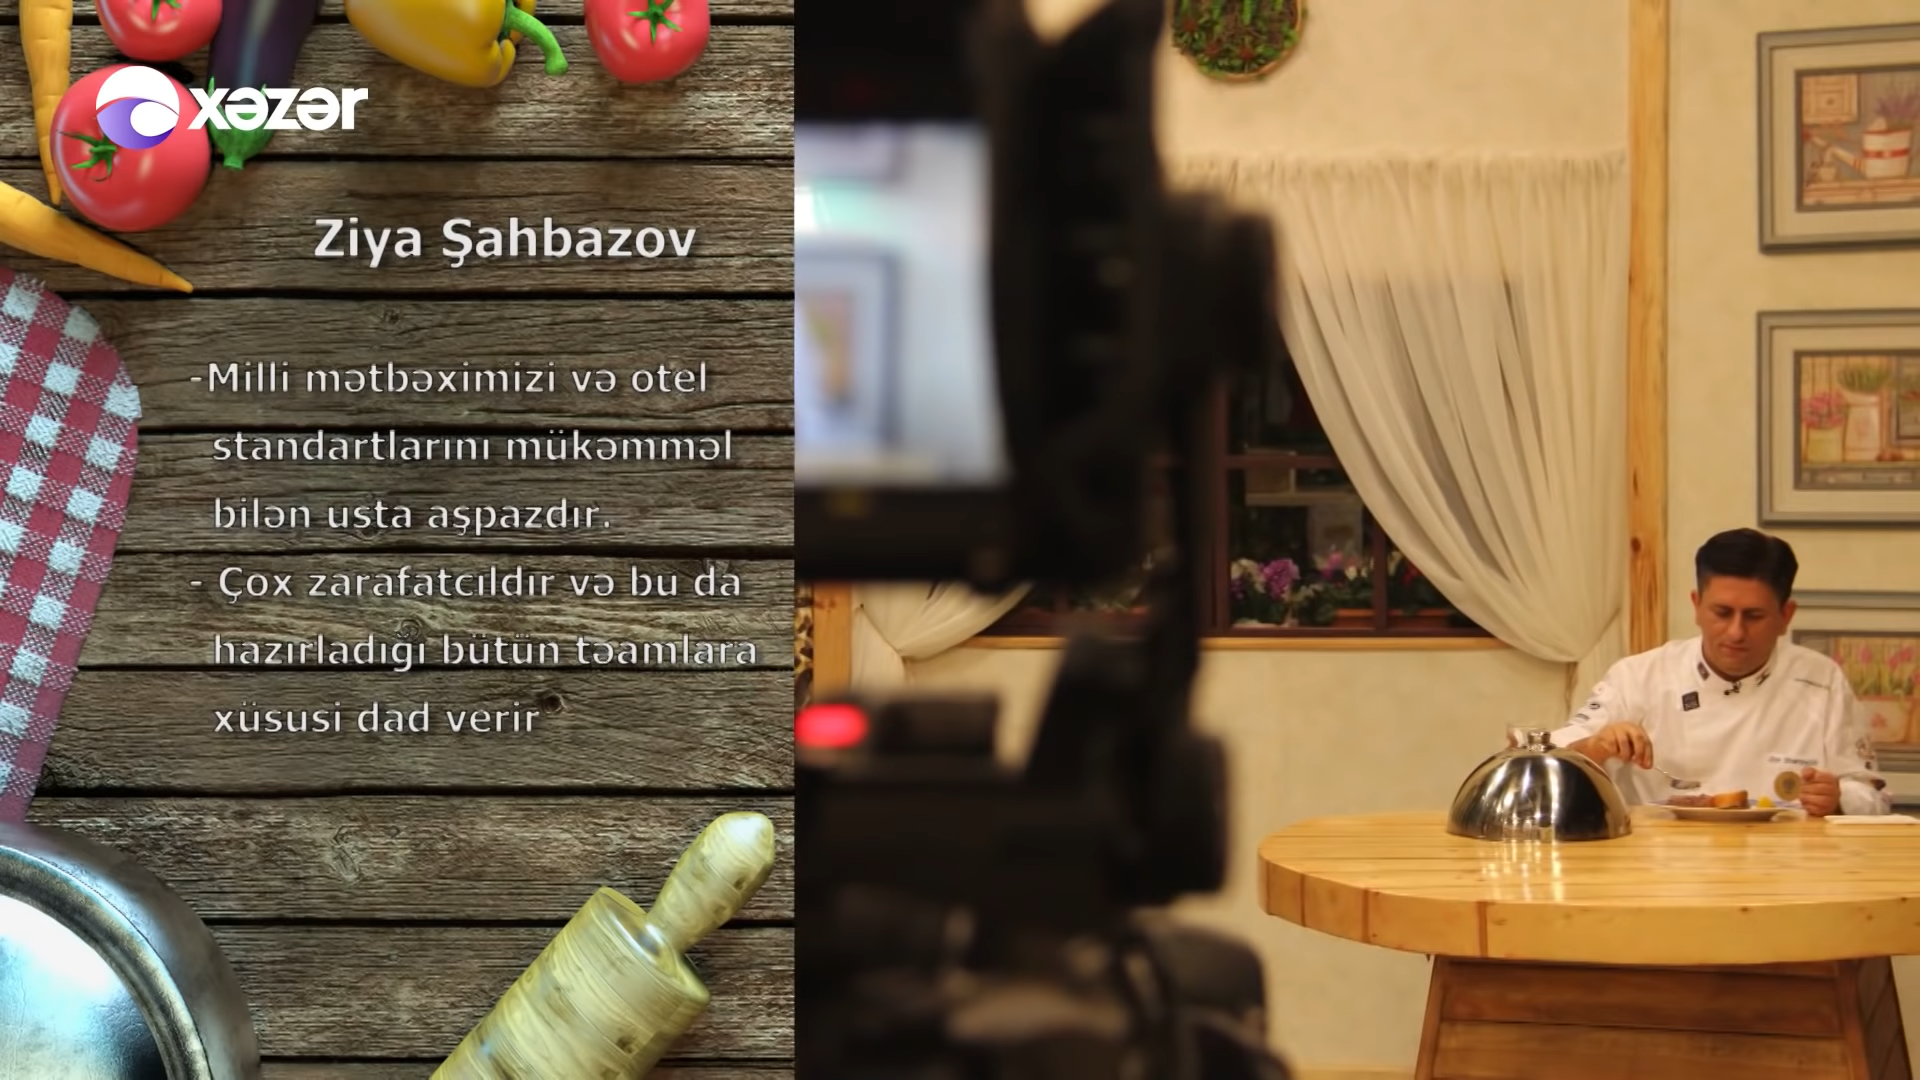 xəzər
Ziya Şahbazov
-Milli mətbəximizi və otel
standartlarını mükəmməl
bilən usta aşpazdır.
- Çox zarafatcıldır və bu da
hazırladığı bütün təamlara
xüsusi dad verir